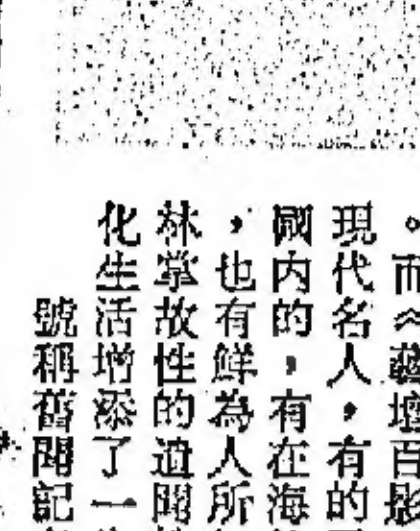 。而《藝壇百影
現代名人，有的
國内的，有在海
，也有鮮為人所
林掌故性的遺聞
化生活增添了一
號稱舊聞記